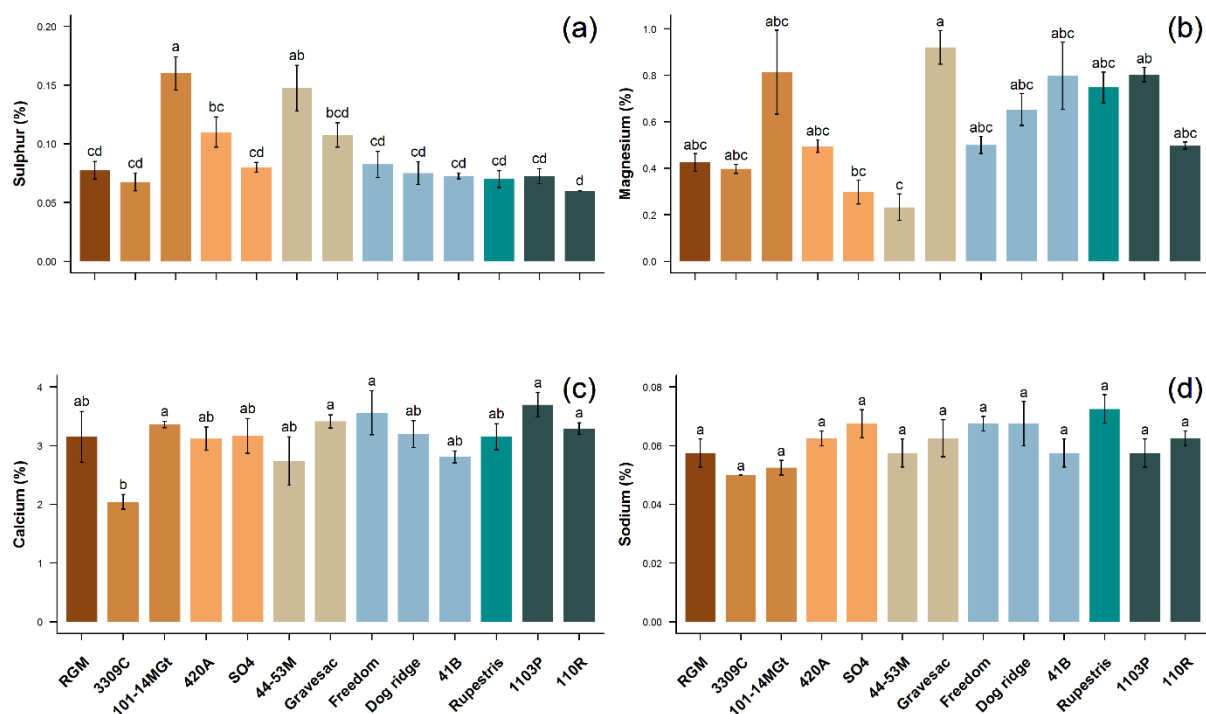 (a)
Sulphur (%)
0.20
0.15
0.10
0.05
0.00
cd
cd
a
bc
cd
ab
bcd
cd
cd
cd
cd
cd
d
(b)
Magnesium (%)
1.0
0.8
0.6
0.4
0.2
0.0
abc
abc
abc
abc
bc
c
a
abc
abc
abc
abc
ab
abc
(c)
Calcium (%)
4
3
2
1
0
ab
b
a
ab
ab
ab
a
a
ab
ab
ab
a
a
RGM
3309C
101-14MGt
420A
SO4
44-53M
Gravesac
Freedom
Dog ridge
41B
Rupestris
1103P
110R
(d)
Sodium (%)
0.08
0.06
0.04
0.02
0.00
a
a
a
a
a
a
a
a
a
a
a
a
a
RGM
3309C
101-14MGt
420A
SO4
44-53M
Gravesac
Freedom
Dog ridge
41B
Rupestris
1103P
110R